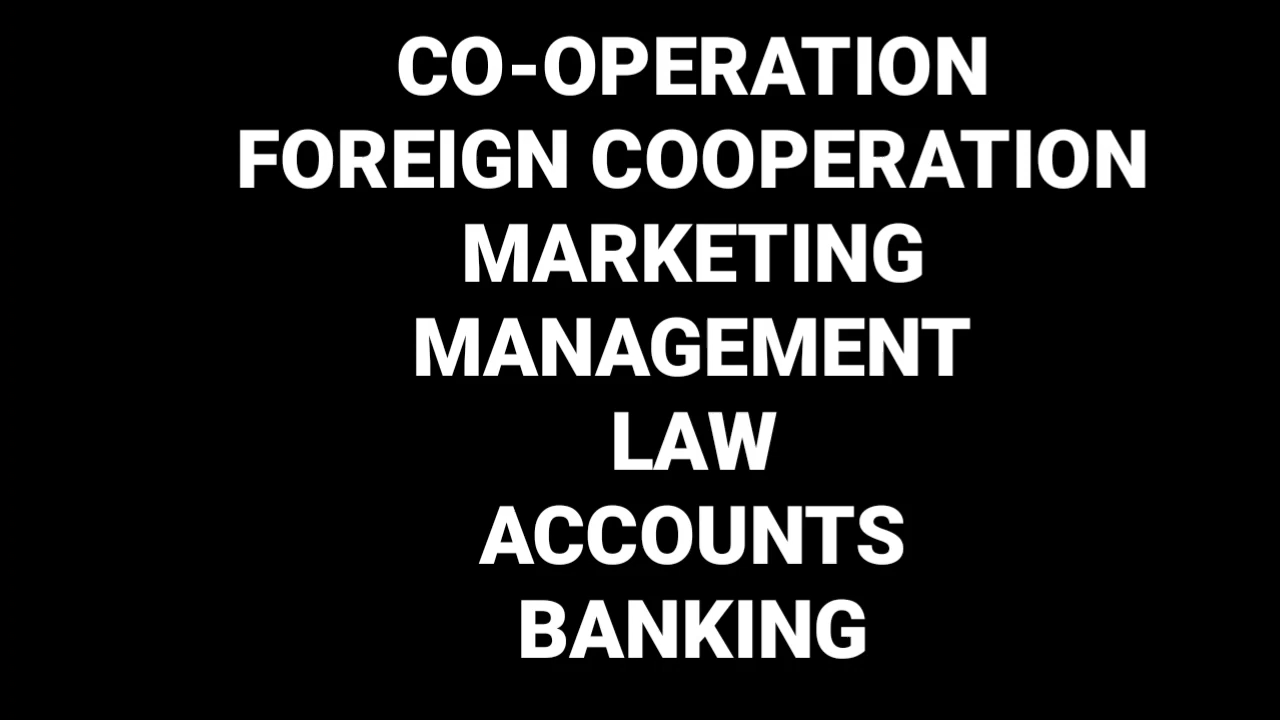 CO-OPERATION
FOREIGN COOPERATION
MARKETING
MANAGEMENT
LAW
ACCOUNTS
BANKING